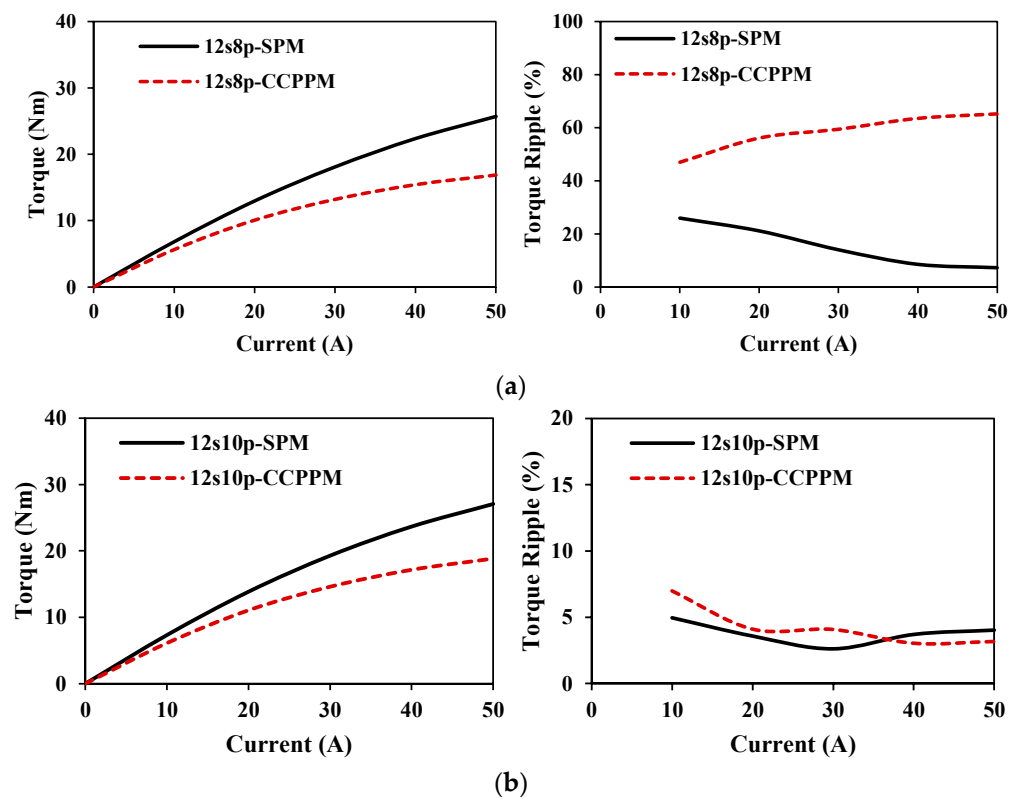 Torque (Nm)
40
30
20
10
0
12s8p-SPM
12s8p-CCPPM
0 10 20 30 40 50
Current (A)
Torque Ripple (%)
100
80
60
40
20
0
12s8p-SPM
12s8p-CCPPM
0 10 20 30 40 50
Current (A)
(a)
Torque (Nm)
40
30
20
10
0
12s10p-SPM
12s10p-CCPPM
0 10 20 30 40 50
Current (A)
Torque Ripple (%)
20
15
10
5
0
12s10p-SPM
12s10p-CCPPM
0 10 20 30 40 50
Current (A)
(b)